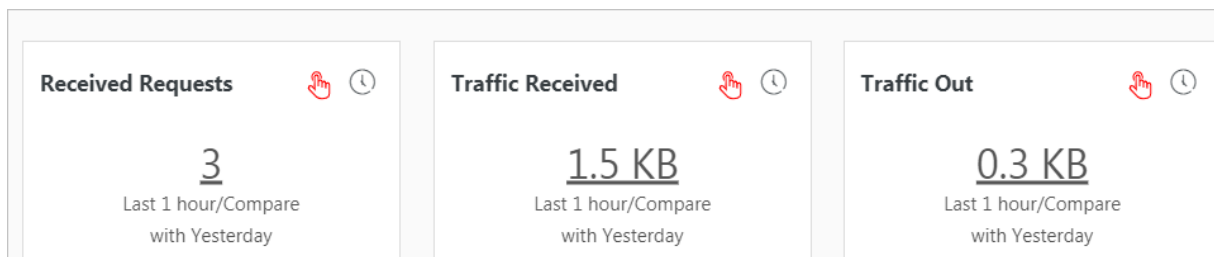 Received Requests
3
Last 1 hour/Compare
with Yesterday
Traffic Received
1.5 KB
Last 1 hour/Compare
with Yesterday
Traffic Out
0.3 KB
Last 1 hour/Compare
with Yesterday